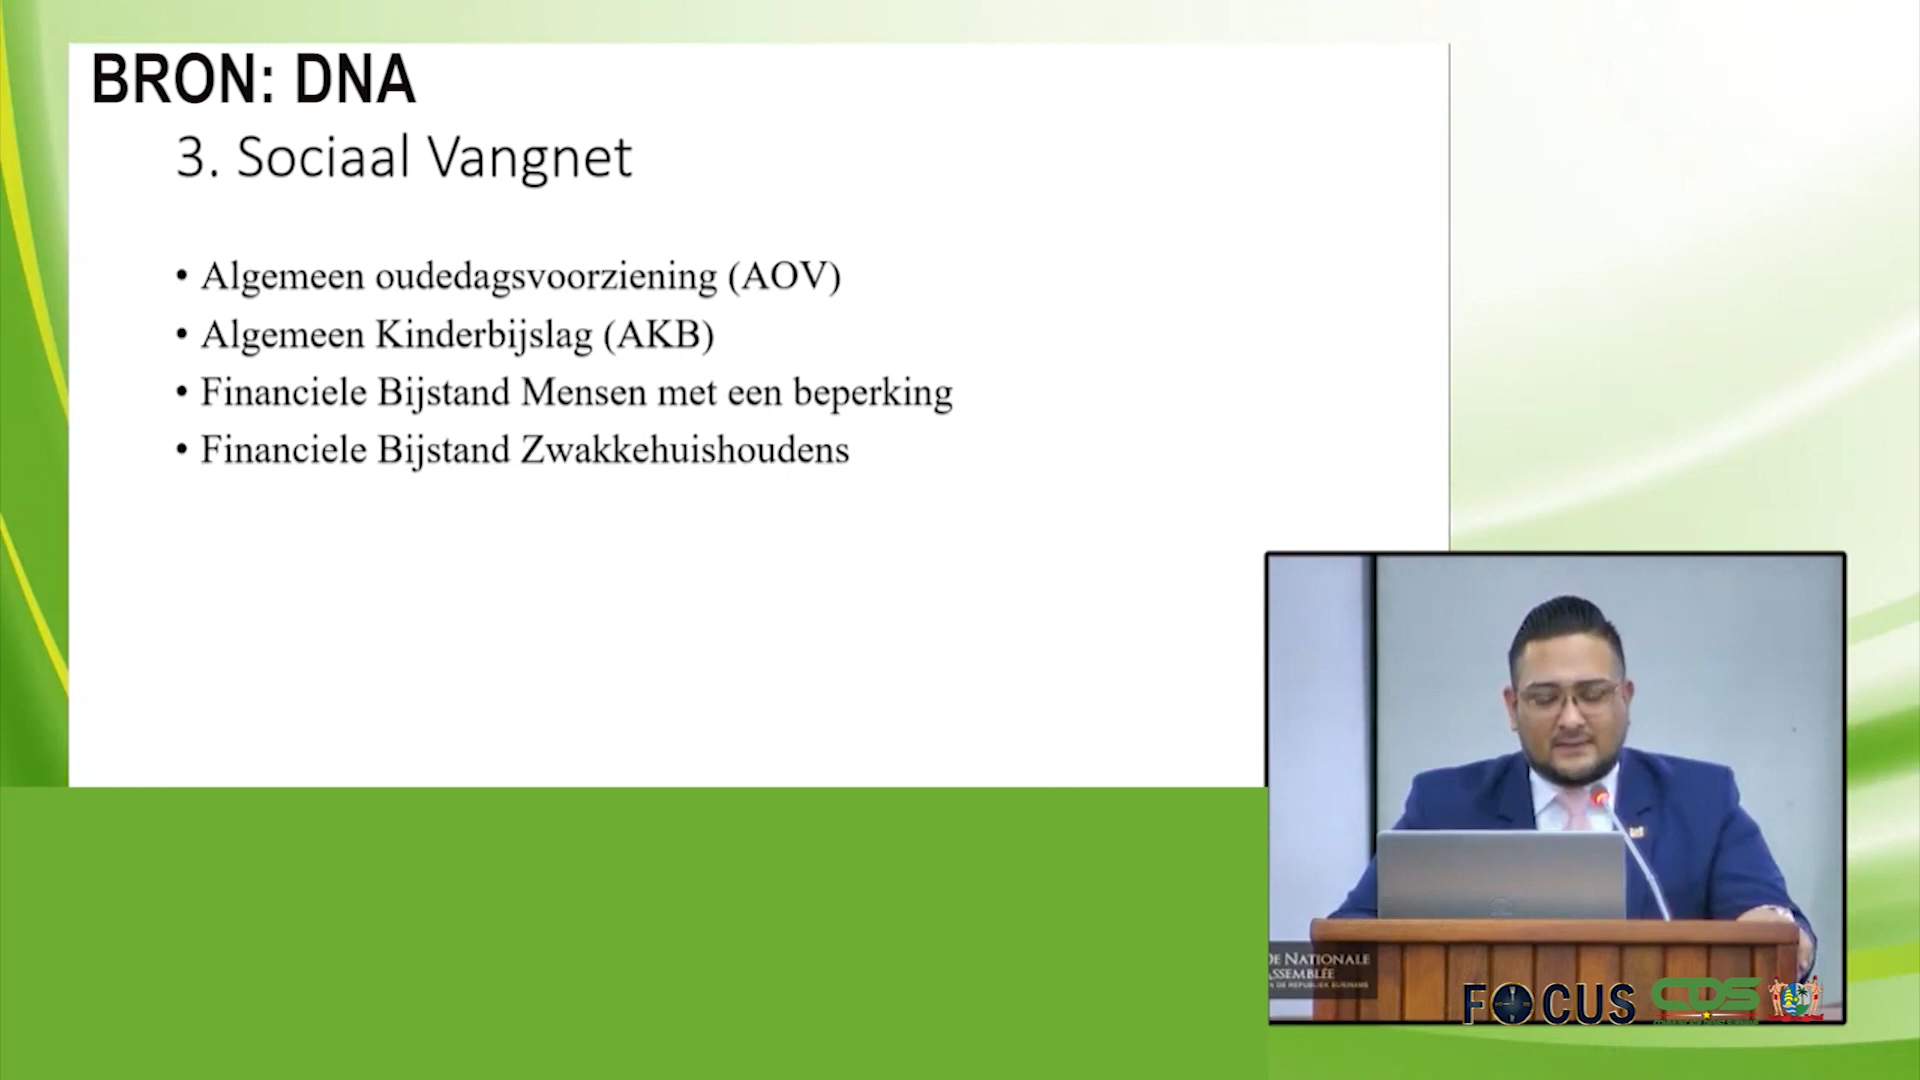 BRON: DNA
3. Sociaal Vangnet
• Algemeen oudedagsvoorziening (AOV)
• Algemeen Kinderbijslag (AKB)
• Financiele Bijstand Mensen met een beperking
• Financiele Bijstand Zwakkehuishoudens
DE NATIONALE
ASSEMBLÉE
FOCUS
CDS